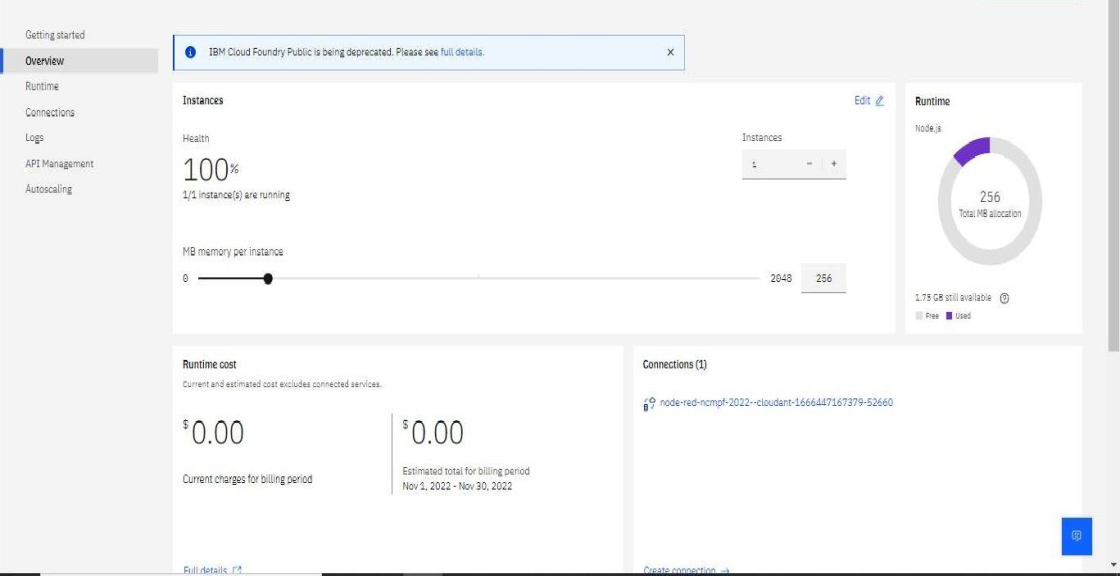 Getting started
Overview
Runtime
Connections
Logs
API Management
Autoscaling
IBM Cloud Foundry Public is being deprecated. Please see full details.
Instances
Edit
Health
100%
1/1 instance(s) are running
Instances
1
MB memory per instance
0
2048
256
Runtime
Node.js
256
Total MB allocation
1.75 GB still available
Free
Used
Runtime cost
Current and estimated cost excludes connected services.
$0.00
Current charges for billing period
$0.00
Estimated total for billing period
Nov 1, 2022 - Nov 30, 2022
Full details
Connections (1)
node-red-ncmpf-2022--cloudant-1666447167379-52660
Create connection →